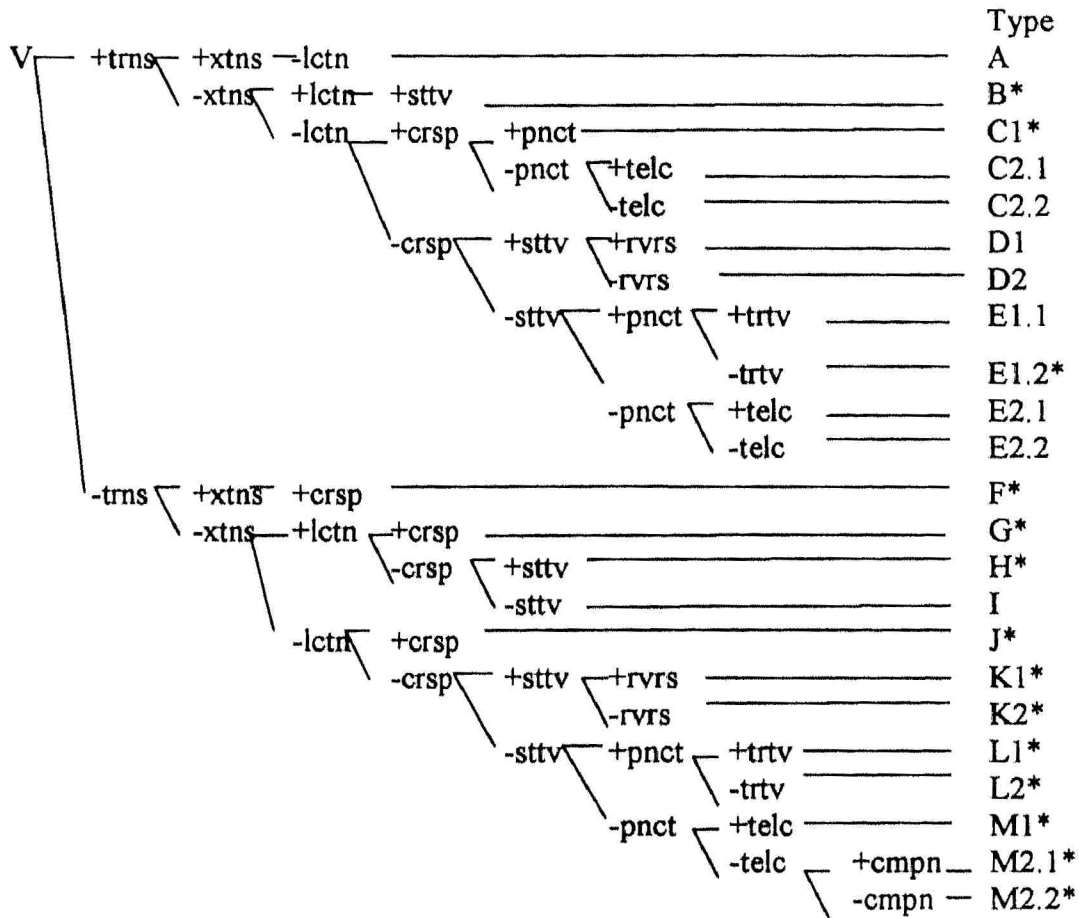 Type
V +trns +xtns -lctn A
-xtns +lctn +sttv B*
-lctn +crsp +pnct C1*
-pnct +telc C2.1
-telc C2.2
-crsp +sttv +rvrs D1
-rvrs D2
-sttv +pnct +trtv E1.1
-trtv E1.2*
-pnct +telc E2.1
-telc E2.2
-trns +xtns +crsp F*
-xtns +lctn +crsp G*
-crsp +sttv H*
-sttv I
-lctn +crsp J*
-crsp +sttv +rvrs K1*
-rvrs K2*
-sttv +pnct +trtv L1*
-trtv L2*
-pnct +telc M1*
-telc +cmpn M2.1*
-cmpn M2.2*